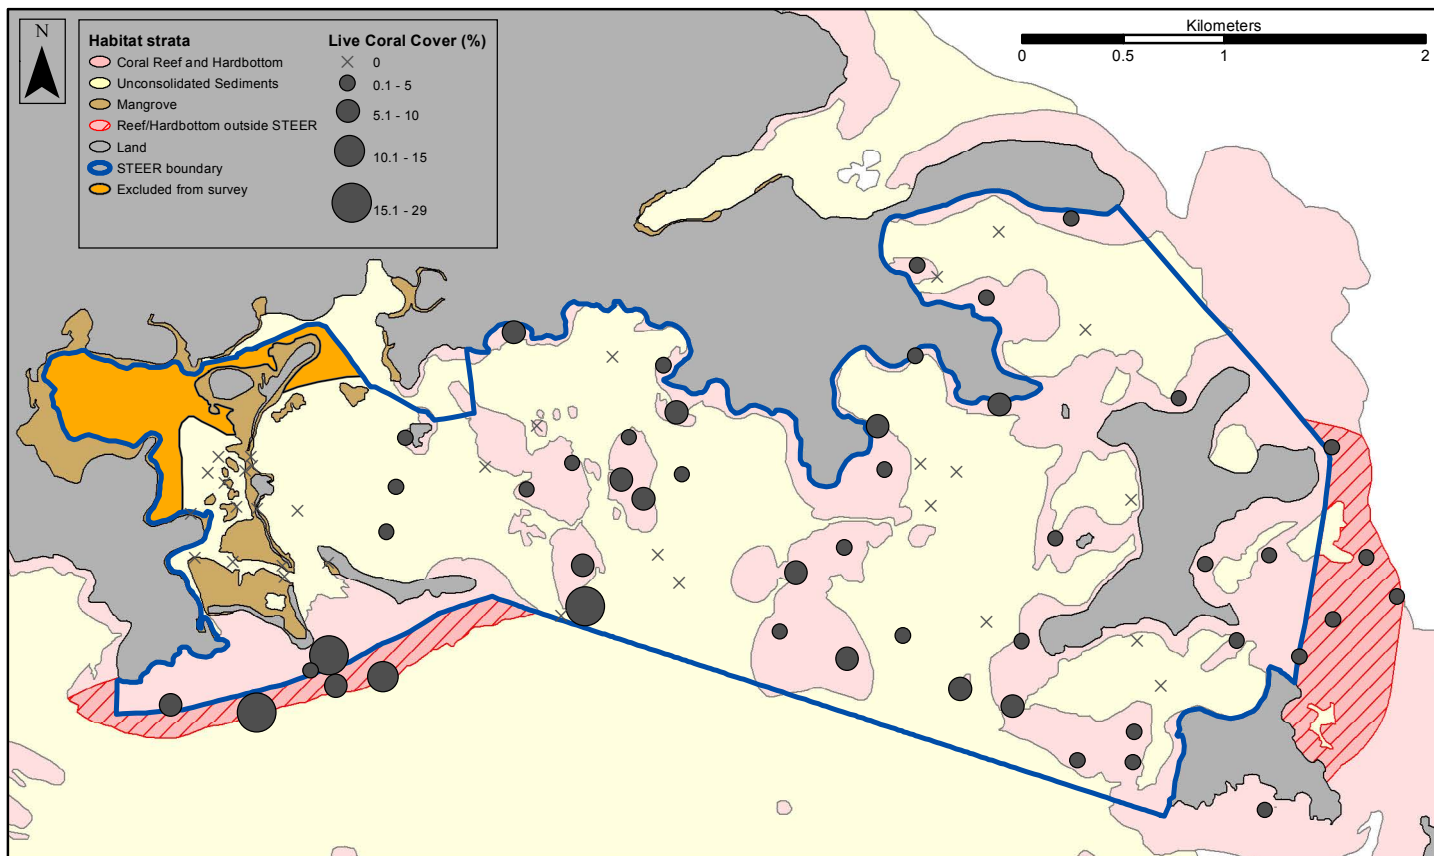 N
Habitat strata
Coral Reef and Hardbottom
Unconsolidated Sediments
Mangrove
Reef/Hardbottom outside STEER
Land
STEER boundary
Excluded from survey
Live Coral Cover (%)
0
0.1 - 5
5.1 - 10
10.1 - 15
15.1 - 29
Kilometers
0 0.5 1 2